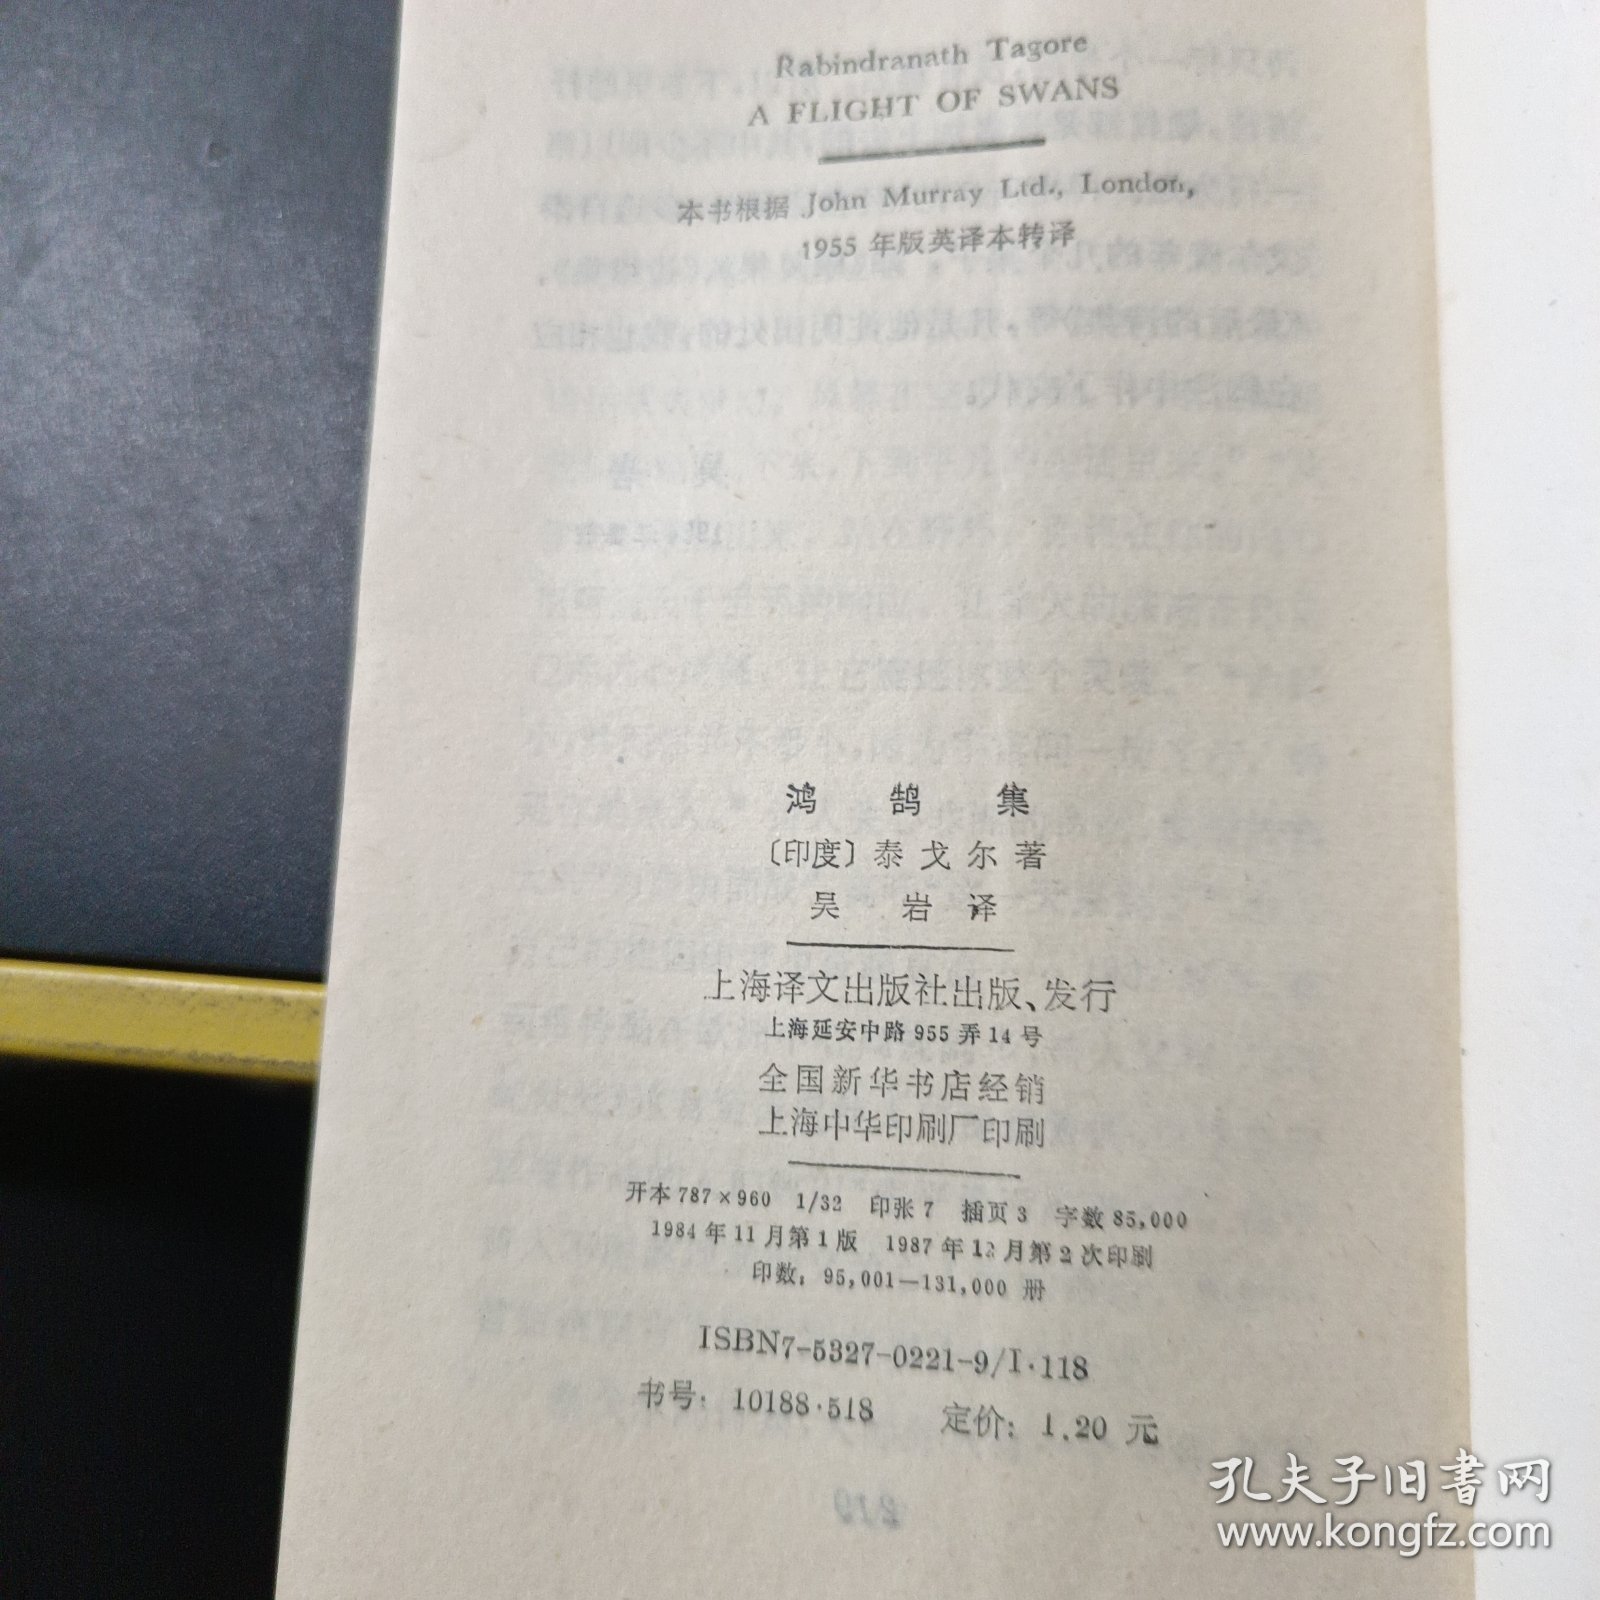 Rabindranath Tagore
A FLIGHT OF SWANS
本书根据 John Murray Ltd., London,
1955 年版英译本转译
鸿鹄集
〔印度〕泰戈尔著
吴岩译
上海译文出版社出版、发行
上海延安中路 955 弄 14 号
全国新华书店经销
上海中华印刷厂印刷
开本 787×960 1/32 印张 7 插页 3 字数 85,000
1984 年 11 月第 1 版 1987 年 12 月第 2 次印刷
印数: 95,001—131,000 册
ISBN7-5327-0221-9/I·118
书号: 10188·518 定价: 1.20 元
孔夫子旧书网
www.kongfz.com